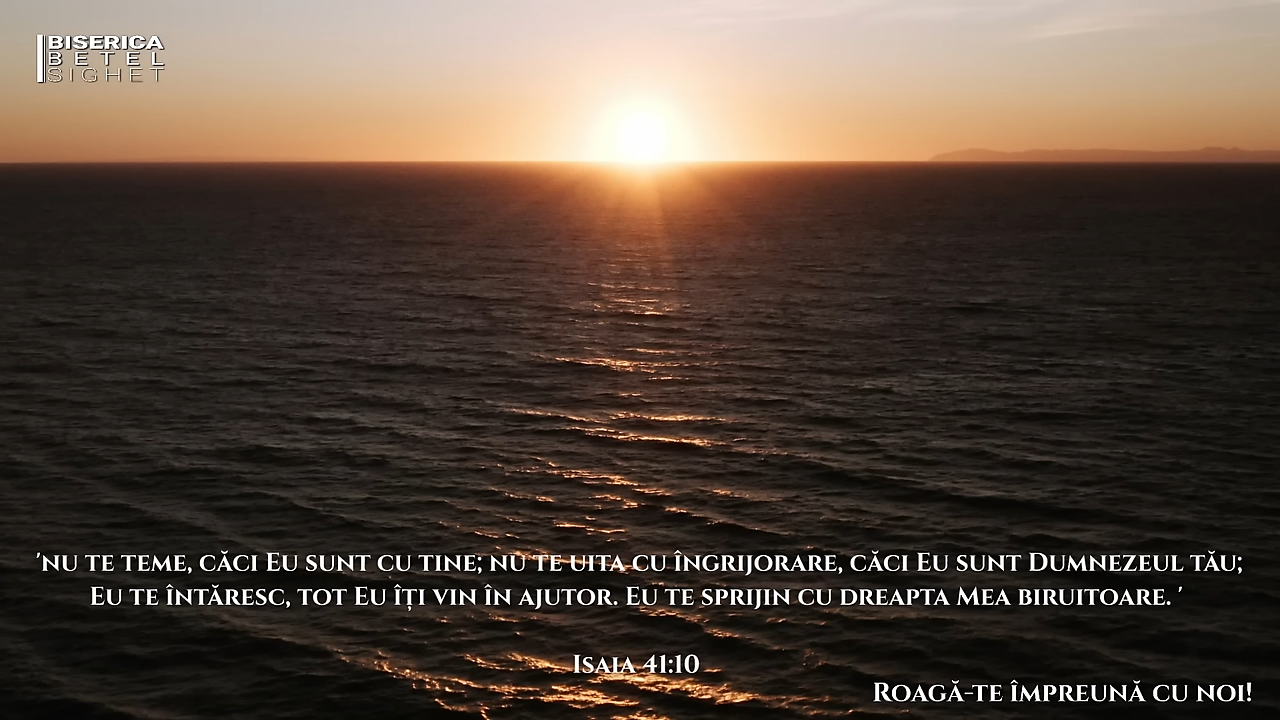 BISERICA
BETEL
SIGHET
'nu te teme, căci Eu sunt cu tine; nu te uita cu îngrijorare, căci Eu sunt Dumnezeul tău;
Eu te întăresc, tot Eu îți vin în ajutor. Eu te sprijin cu dreapta Mea biruitoare. '
Isaia 41:10
Roagă-te împreună cu noi!